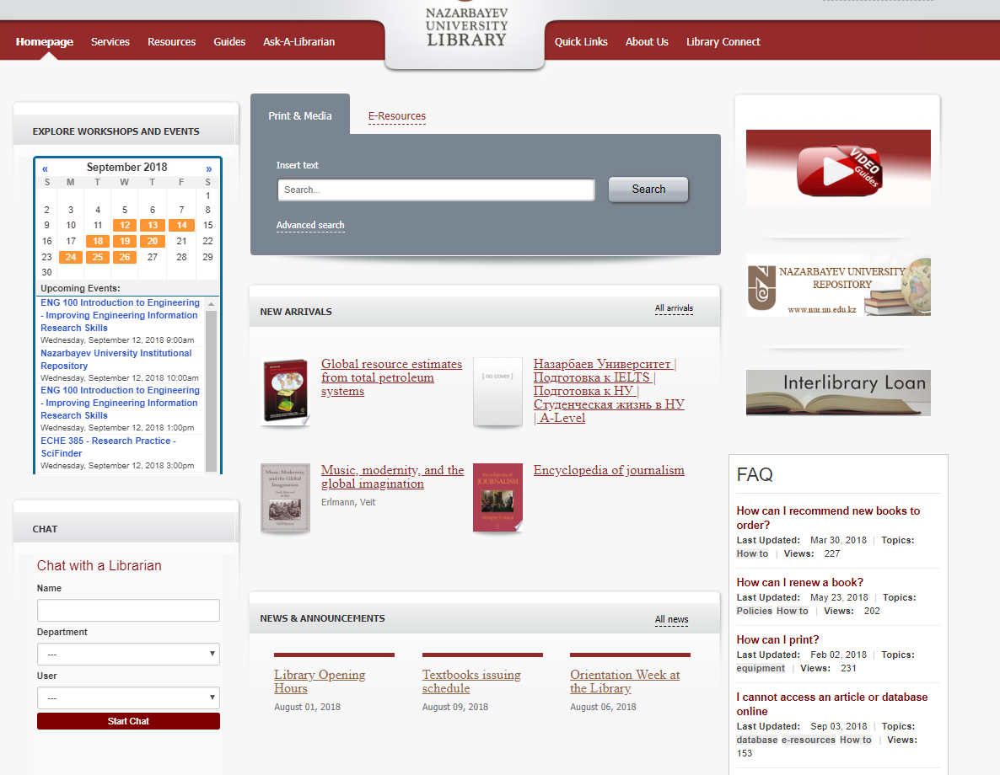 NAZARBAYEV
UNIVERSITY
LIBRARY
Homepage Services Resources Guides Ask-A-Librarian Quick Links About Us Library Connect
EXPLORE WORKSHOPS AND EVENTS
« September 2018 »
S M T W T F S
1
2 3 4 5 6 7 8
9 10 11 12 13 14 15
16 17 18 19 20 21 22
23 24 25 26 27 28 29
30
Upcoming Events:
ENG 100 Introduction to Engineering
- Improving Engineering Information
Research Skills
Wednesday, September 12, 2018 9:00am
Nazarbayev University Institutional
Repository
Wednesday, September 12, 2018 10:00am
ENG 100 Introduction to Engineering
- Improving Engineering Information
Research Skills
Wednesday, September 12, 2018 1:00pm
ECHE 385 - Research Practice -
SciFinder
Wednesday, September 12, 2018 3:00pm
CHAT
Chat with a Librarian
Name
Department
---
User
---
Start Chat
Print & Media E-Resources
Insert text
Search...
Search
Advanced search
NEW ARRIVALS
All arrivals
Global resource estimates
from total petroleum
systems
[ no cover ]
Назарбаев Университет |
Подготовка к IELTS |
Подготовка к НУ |
Студенческая жизнь в НУ
| A-Level
Music, Modernity,
and the Global
Imagination
Music, modernity, and the
global imagination
Erlmann, Veit
Encyclopedia of
JOURNALISM
Encyclopedia of journalism
NEWS & ANNOUNCEMENTS
All news
Library Opening
Hours
August 01, 2018
Textbooks issuing
schedule
August 09, 2018
Orientation Week at
the Library
August 06, 2018
VIDEO
Guides
NAZARBAYEV UNIVERSITY
REPOSITORY
www.nur.nu.edu.kz
Interlibrary Loan
FAQ
How can I recommend new books to
order?
Last Updated: Mar 30, 2018 | Topics:
How to | Views: 227
How can I renew a book?
Last Updated: May 23, 2018 | Topics:
Policies How to | Views: 202
How can I print?
Last Updated: Feb 02, 2018 | Topics:
equipment | Views: 231
I cannot access an article or database
online
Last Updated: Sep 03, 2018 | Topics:
database e-resources How to | Views:
153